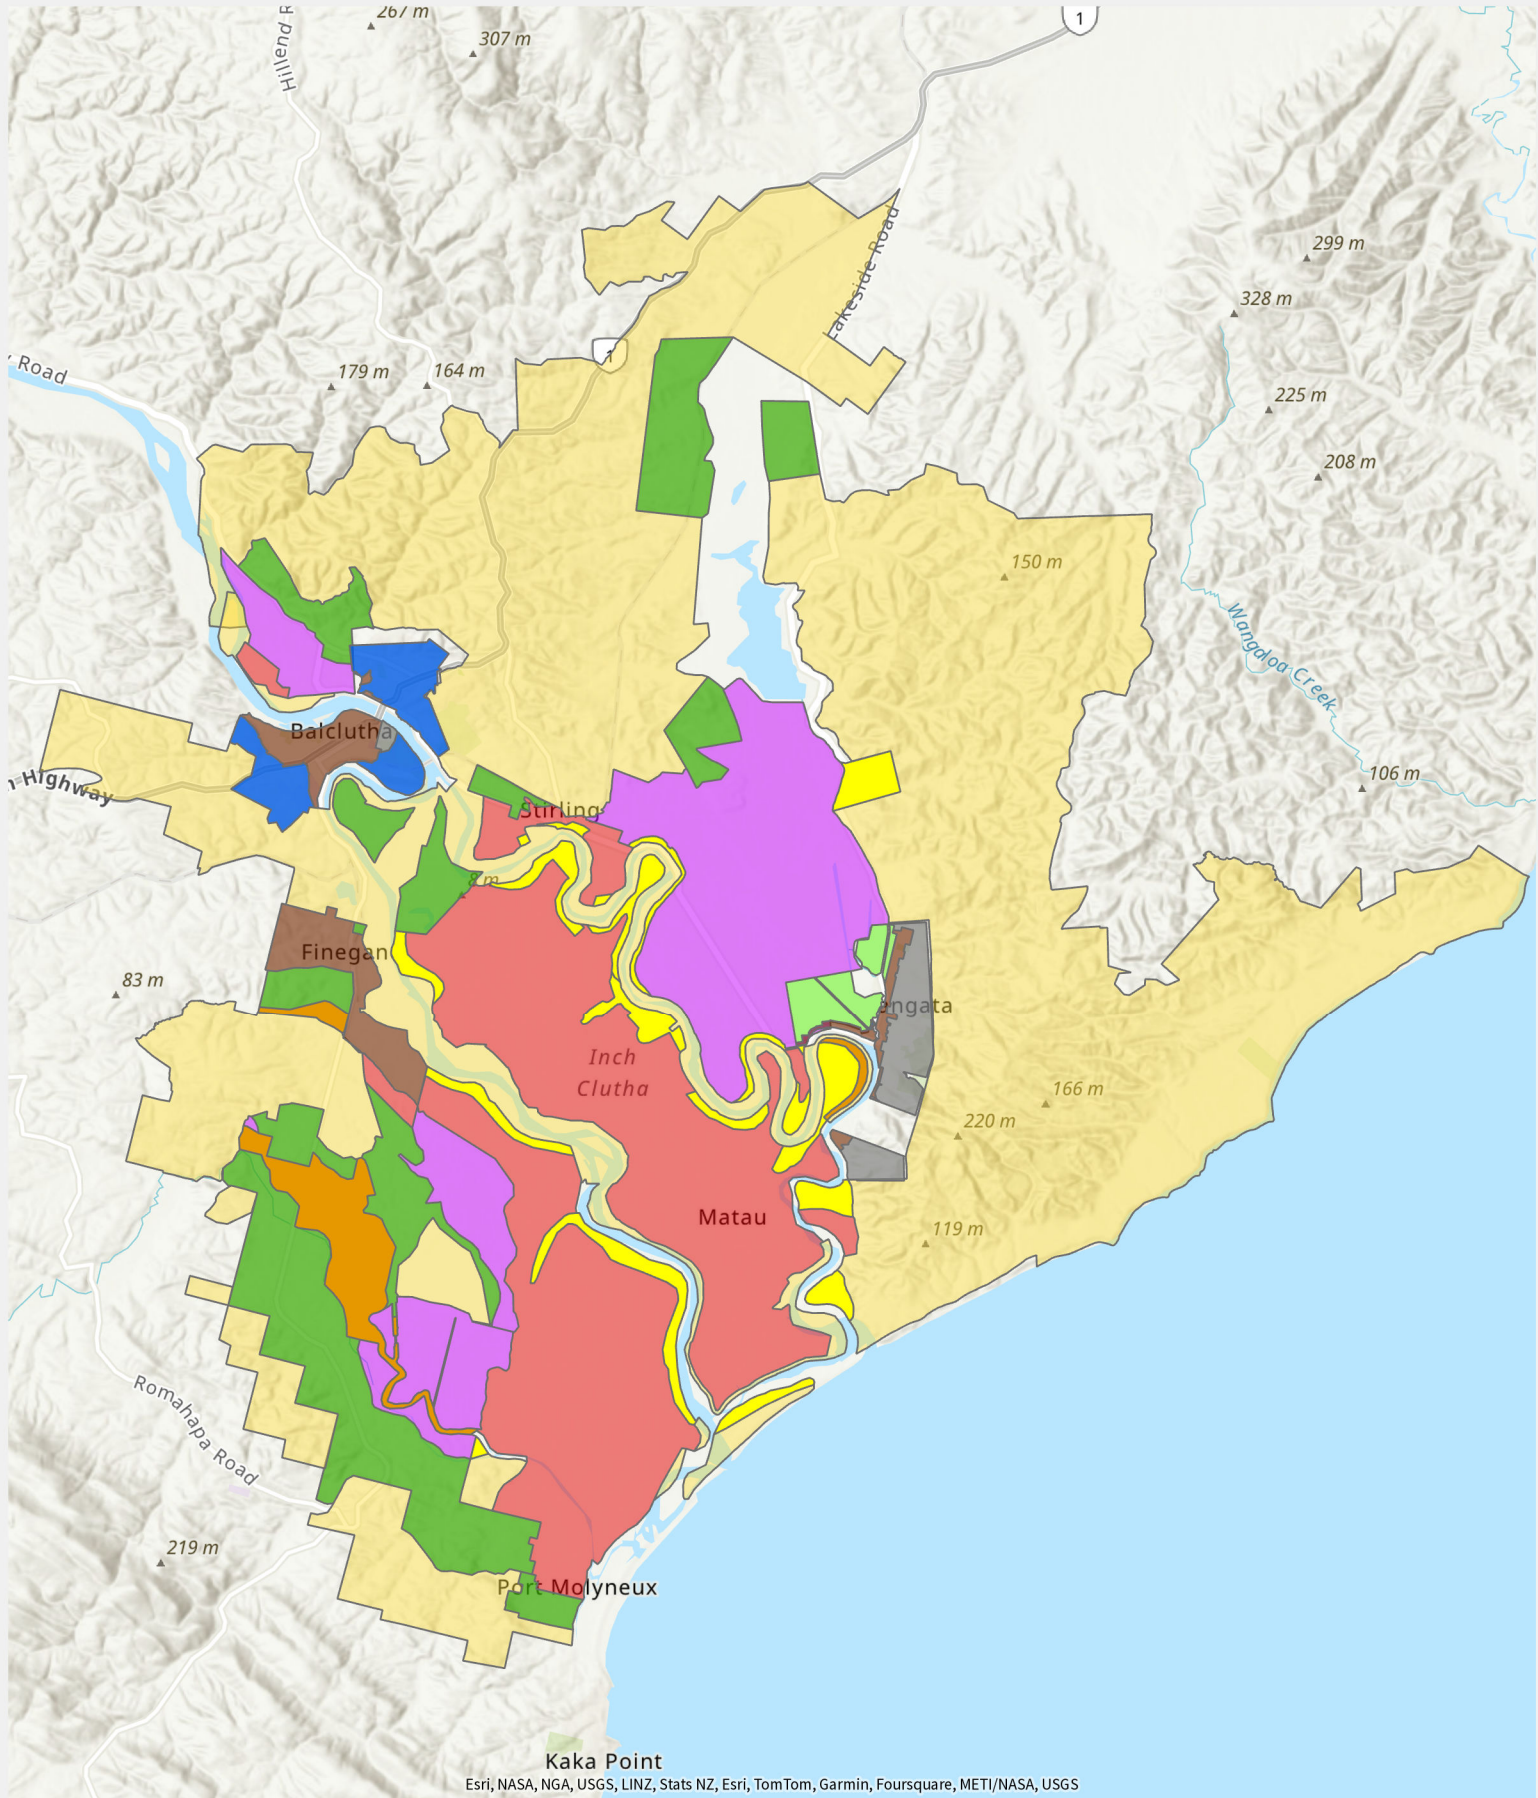 267 m
Hillend R
1
307 m
299 m
328 m
Lakeside Road
1
Road
179 m
164 m
225 m
208 m
150 m
Wangaloa Creek
Balclutha
Highway
106 m
Stirling
8 m
Finegan
83 m
engata
Inch
Clutha
166 m
220 m
Matau
119 m
Romahapa Road
219 m
Port Molyneux
Kaka Point
Esri, NASA, NGA, USGS, LINZ, Stats NZ, Esri, TomTom, Garmin, Foursquare, METI/NASA, USGS